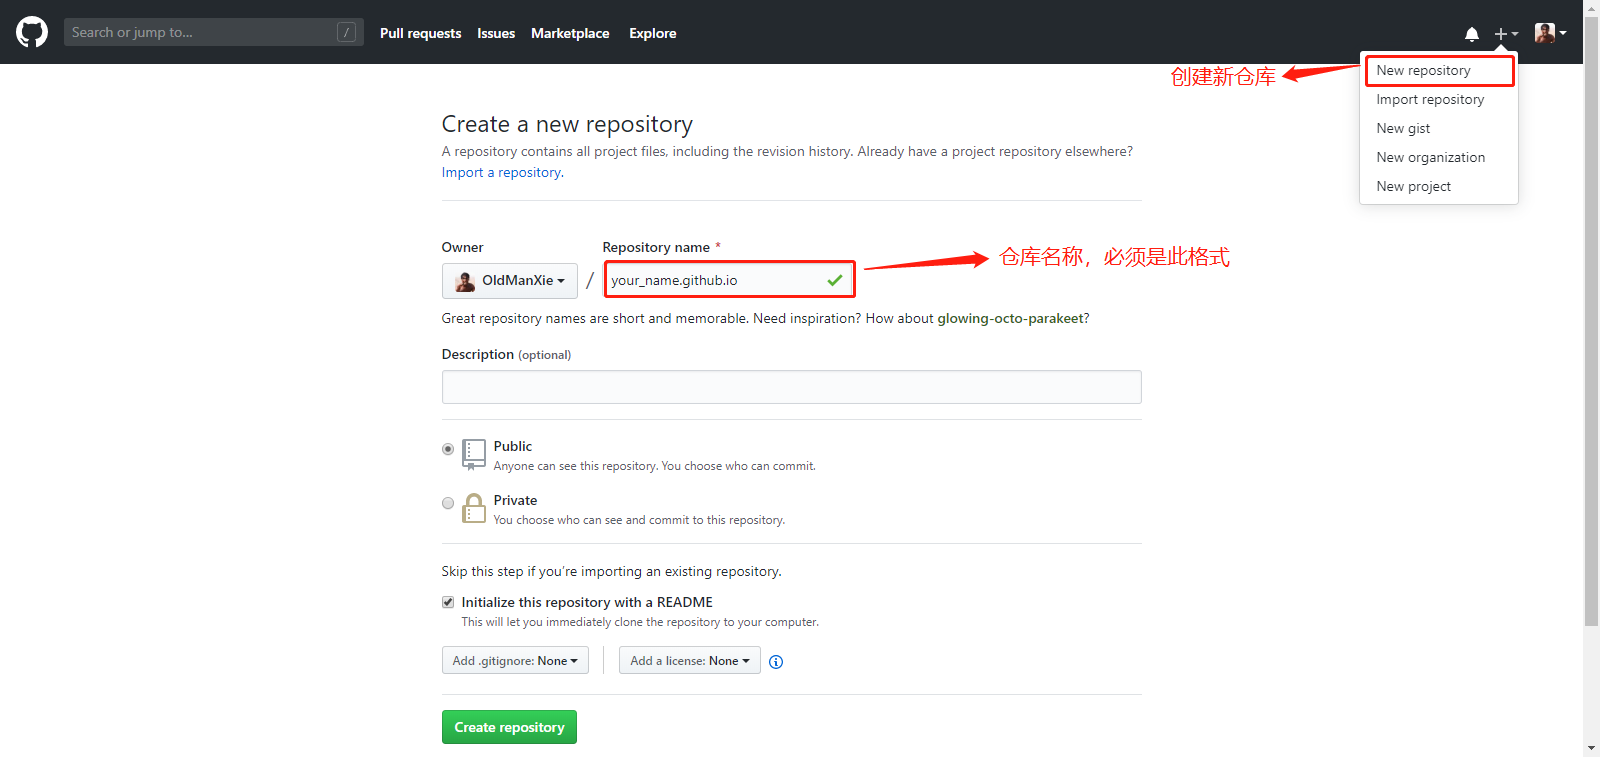 Search or jump to...
/
Pull requests
Issues
Marketplace
Explore
创建新仓库
New repository
Import repository
New gist
New organization
New project
Create a new repository
A repository contains all project files, including the revision history. Already have a project repository elsewhere?
Import a repository.
Owner
Repository name *
OldManXie
/
your_name.github.io
仓库名称，必须是此格式
Great repository names are short and memorable. Need inspiration? How about glowing-octo-parakeet?
Description (optional)
Public
Anyone can see this repository. You choose who can commit.
Private
You choose who can see and commit to this repository.
Skip this step if you’re importing an existing repository.
Initialize this repository with a README
This will let you immediately clone the repository to your computer.
Add .gitignore: None
Add a license: None
Create repository